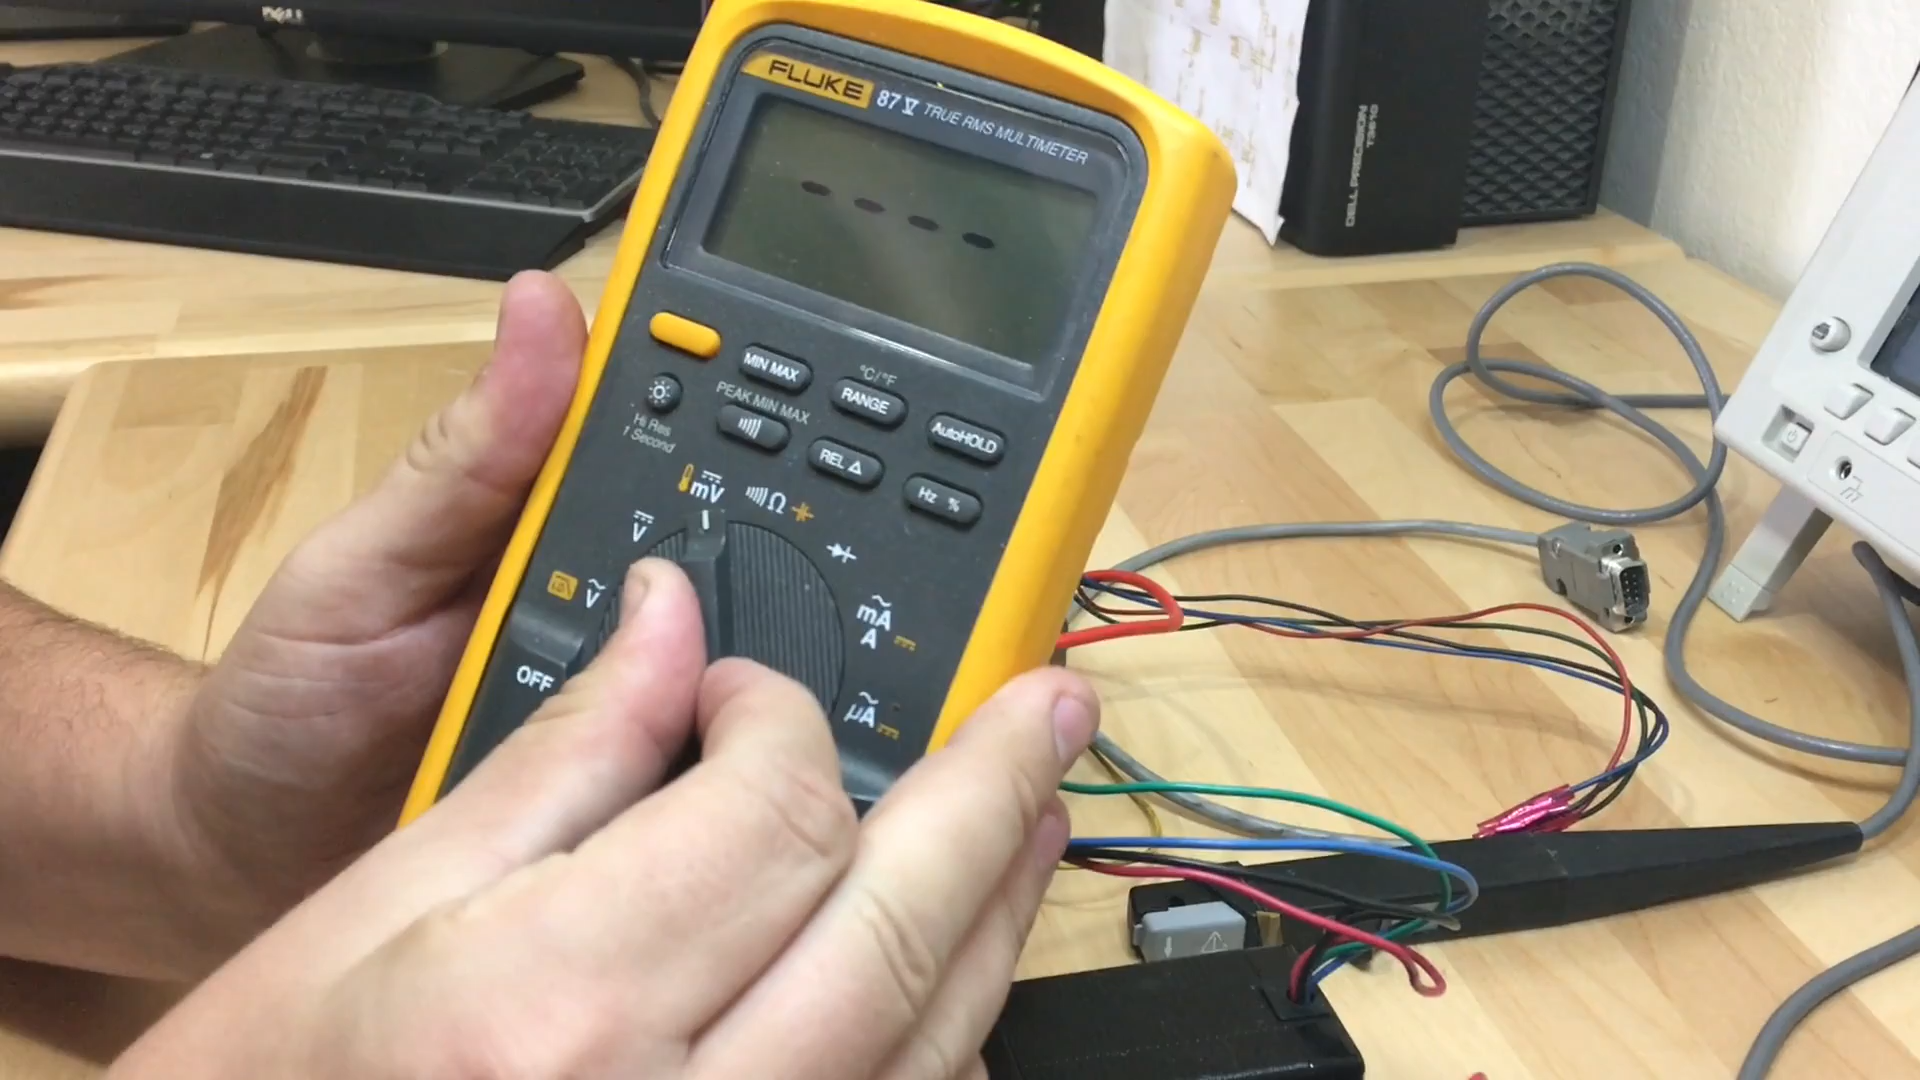 DELL
FLUKE 87 V TRUE RMS MULTIMETER
DELL PRECISION
T3610
----
MIN MAX
°C/°F
RANGE
AutoHOLD
Hi Res
1 Second
PEAK MIN MAX
REL Δ
Hz %
mV
Ω
V
V
mA
A
OFF
µA